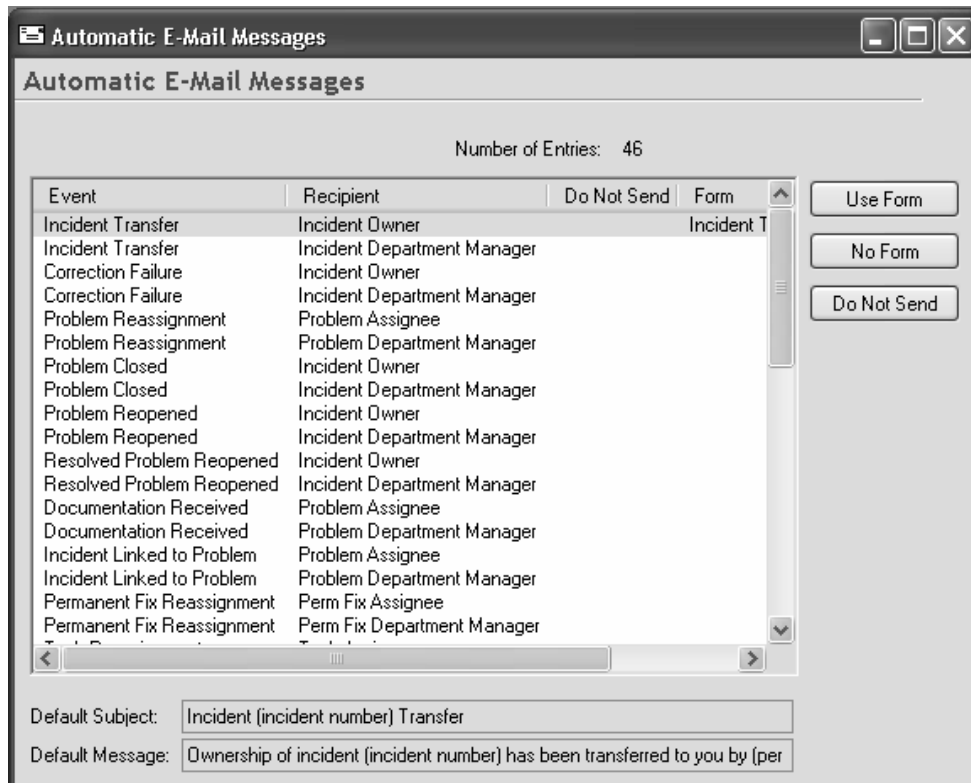 Automatic E-Mail Messages
Automatic E-Mail Messages
Number of Entries: 46
Event Recipient Do Not Send Form
Incident Transfer Incident Owner Incident T
Incident Transfer Incident Department Manager
Correction Failure Incident Owner
Correction Failure Incident Department Manager
Problem Reassignment Problem Assignee
Problem Reassignment Problem Department Manager
Problem Closed Incident Owner
Problem Closed Incident Department Manager
Problem Reopened Incident Owner
Problem Reopened Incident Department Manager
Resolved Problem Reopened Incident Owner
Resolved Problem Reopened Incident Department Manager
Documentation Received Problem Assignee
Documentation Received Problem Department Manager
Incident Linked to Problem Problem Assignee
Incident Linked to Problem Problem Department Manager
Permanent Fix Reassignment Perm Fix Assignee
Permanent Fix Reassignment Perm Fix Department Manager
Use Form
No Form
Do Not Send
Default Subject: Incident (incident number) Transfer
Default Message: Ownership of incident (incident number) has been transferred to you by (per